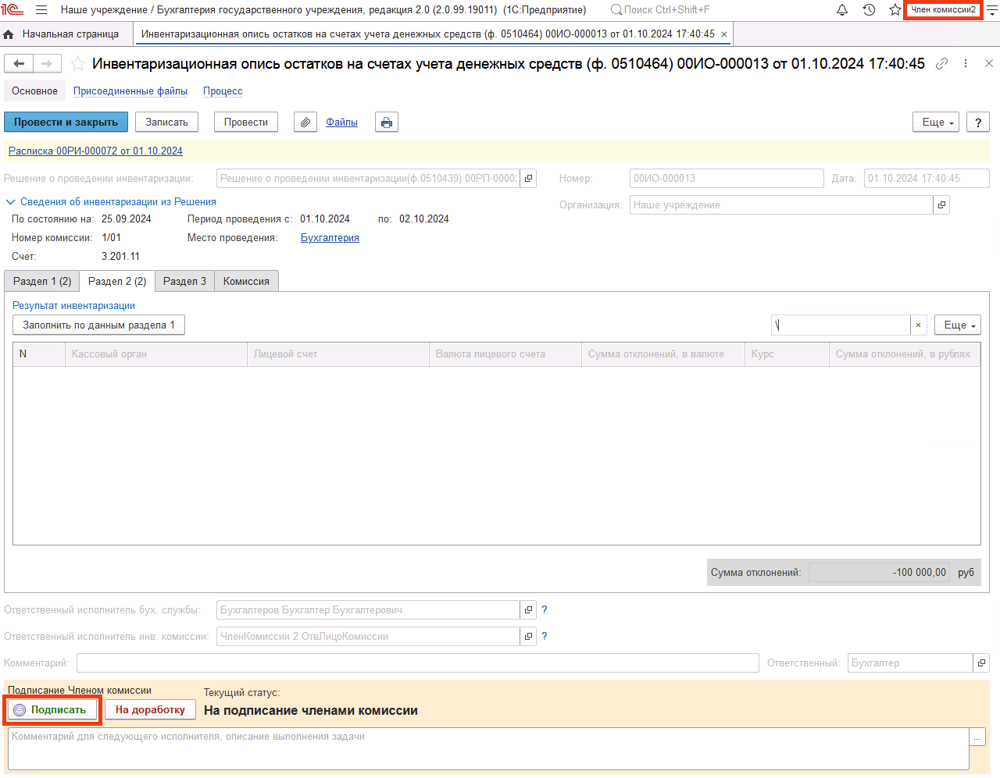 1С Наше учреждение / Бухгалтерия государственного учреждения, редакция 2.0 (2.0.99.19011) (1С:Предприятие) Поиск Ctrl+Shift+F Член комиссии2
Начальная страница Инвентаризационная опись остатков на счетах учета денежных средств (ф. 0510464) 00ИО-000013 от 01.10.2024 17:40:45 ×
Инвентаризационная опись остатков на счетах учета денежных средств (ф. 0510464) 00ИО-000013 от 01.10.2024 17:40:45
Основное Присоединенные файлы Процесс
Провести и закрыть Записать Провести Файлы Еще ?
Расписка 00РИ-000072 от 01.10.2024
Решение о проведении инвентаризации: Решение о проведении инвентаризации(ф.0510439) 00РП-0000 Номер: 00ИО-000013 Дата: 01.10.2024 17:40:45
Сведения об инвентаризации из Решения Организация: Наше учреждение
По состоянию на: 25.09.2024 Период проведения с: 01.10.2024 по: 02.10.2024
Номер комиссии: 1/01 Место проведения: Бухгалтерия
Счет: 3.201.11
Раздел 1 (2) Раздел 2 (2) Раздел 3 Комиссия
Результат инвентаризации
Заполнить по данным раздела 1 \ × Еще
N Кассовый орган Лицевой счет Валюта лицевого счета Сумма отклонений, в валюте Курс Сумма отклонений, в рублях
Сумма отклонений: -100 000,00 руб
Ответственный исполнитель бух. службы: Бухгалтеров Бухгалтер Бухгалтерович ?
Ответственный исполнитель инв. комиссии: ЧленКомиссии 2 ОтвЛицоКомиссии ?
Комментарий: Ответственный: Бухгалтер
Подписание Членом комиссии Текущий статус:
Подписать На доработку На подписание членами комиссии
Комментарий для следующего исполнителя, описание выполнения задачи ...